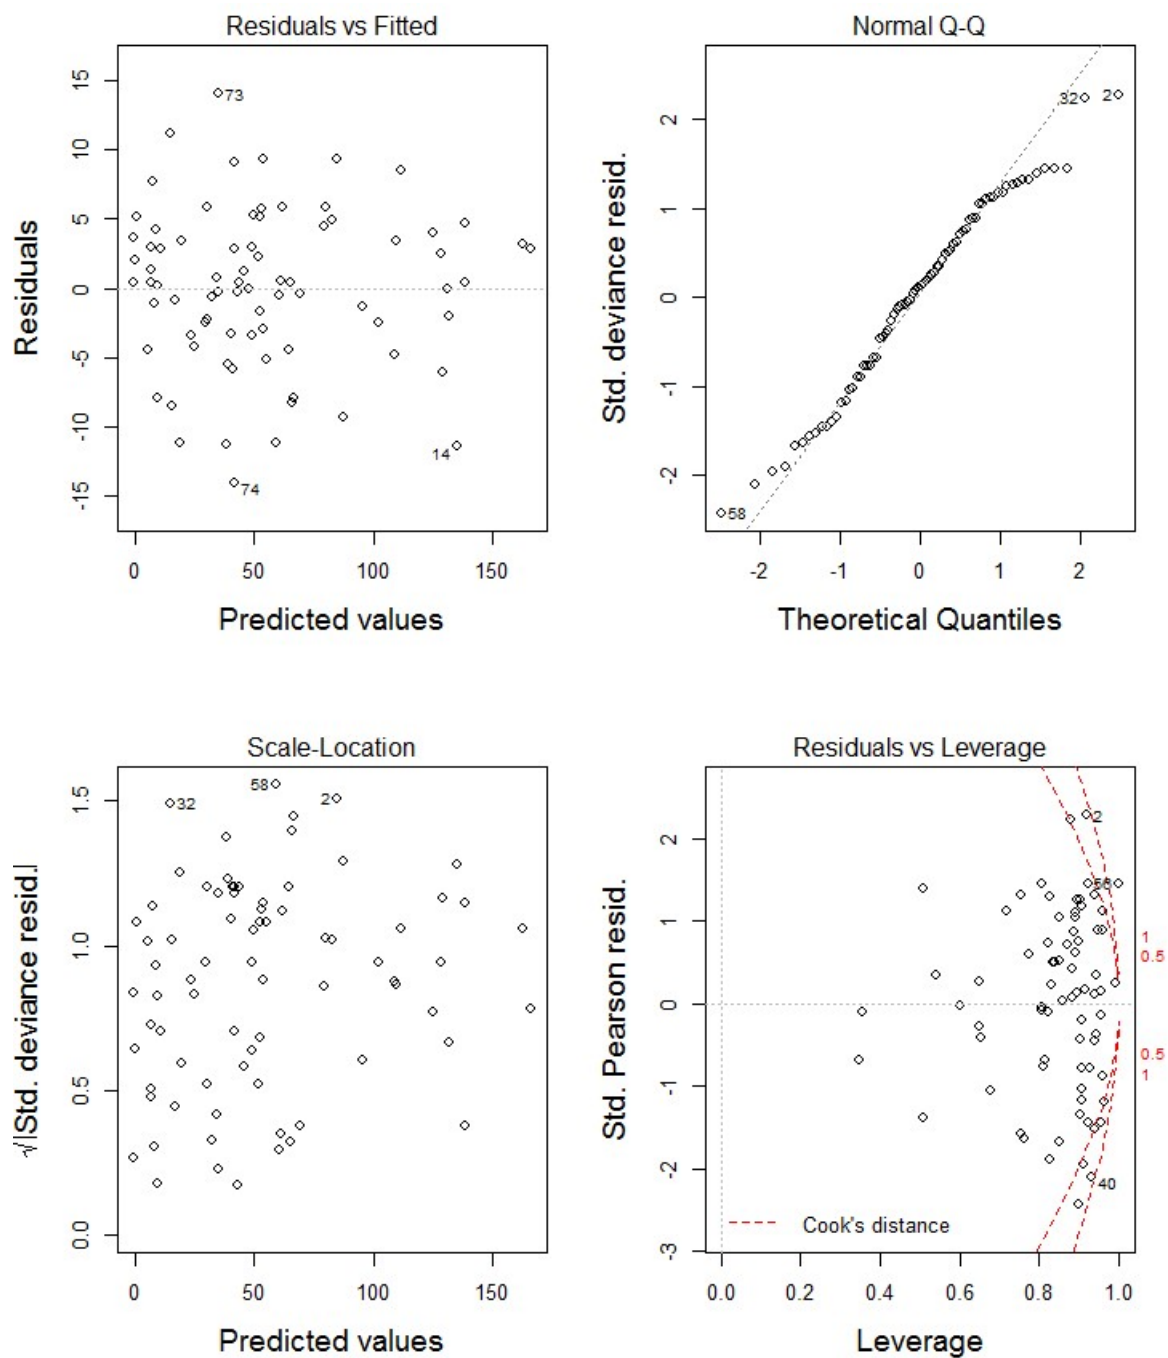 Residuals vs Fitted
Residuals
15
10
5
0
-5
-10
-15
73
14
74
0 50 100 150
Predicted values
Normal Q-Q
Std. deviance resid.
2
1
0
-1
-2
32 2
58
-2 -1 0 1 2
Theoretical Quantiles
Scale-Location
√|Std. deviance resid.|
1.5
1.0
0.5
0.0
32 58 2
0 50 100 150
Predicted values
Residuals vs Leverage
Std. Pearson resid.
2
1
0
-1
-2
-3
2
40
1
0.5
0.5
1
Cook's distance
0.0 0.2 0.4 0.6 0.8 1.0
Leverage